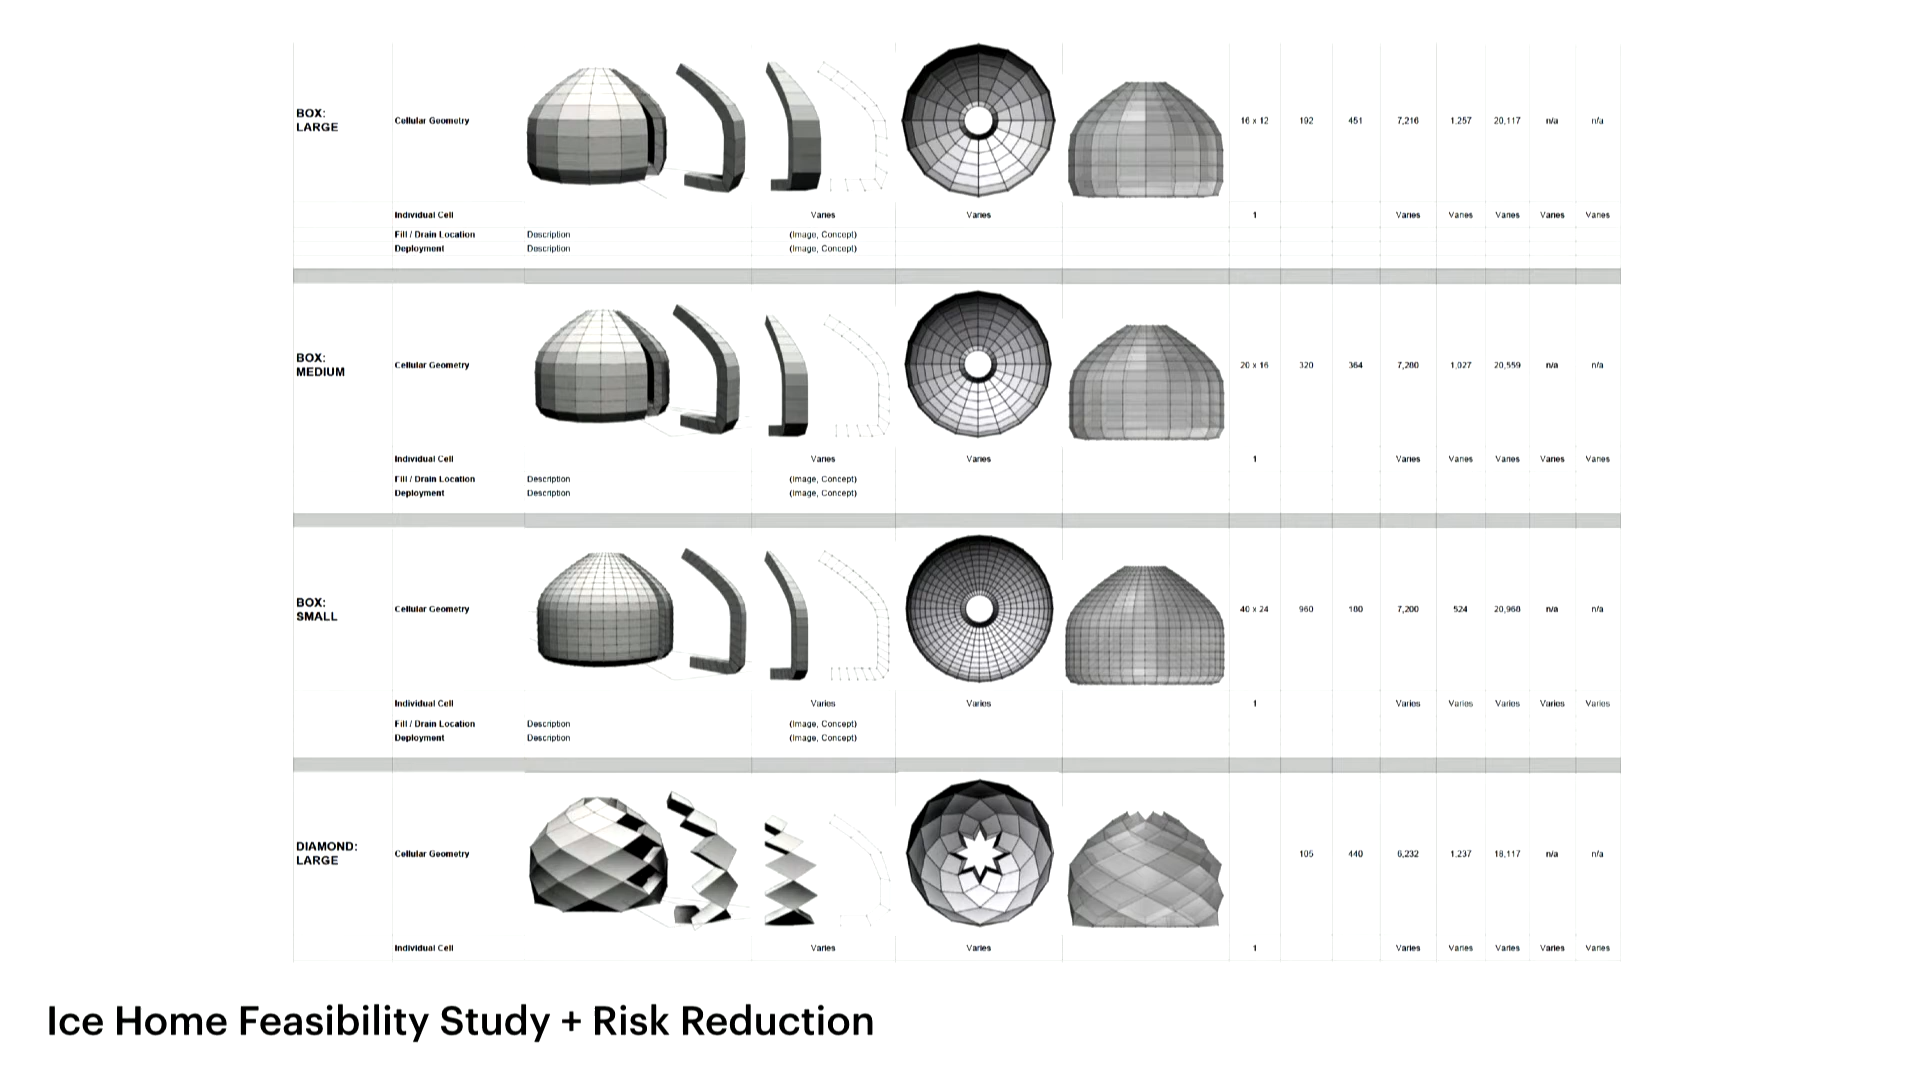 BOX:
LARGE
Cellular Geometry
16 x 12 192 451 7,216 1,257 20,117 n/a n/a
Individual Cell Varies Varies 1 Varies Varies Varies Varies Varies
Fill / Drain Location Description (Image, Concept)
Deployment Description (Image, Concept)
BOX:
MEDIUM
Cellular Geometry
20 x 16 320 364 7,280 1,027 20,559 n/a n/a
Individual Cell Varies Varies 1 Varies Varies Varies Varies Varies
Fill / Drain Location Description (Image, Concept)
Deployment Description (Image, Concept)
BOX:
SMALL
Cellular Geometry
40 x 24 960 180 7,200 524 20,960 n/a n/a
Individual Cell Varies Varies 1 Varies Varies Varies Varies Varies
Fill / Drain Location Description (Image, Concept)
Deployment Description (Image, Concept)
DIAMOND:
LARGE
Cellular Geometry
105 440 6,232 1,237 18,117 n/a n/a
Individual Cell Varies Varies 1 Varies Varies Varies Varies Varies
Ice Home Feasibility Study + Risk Reduction